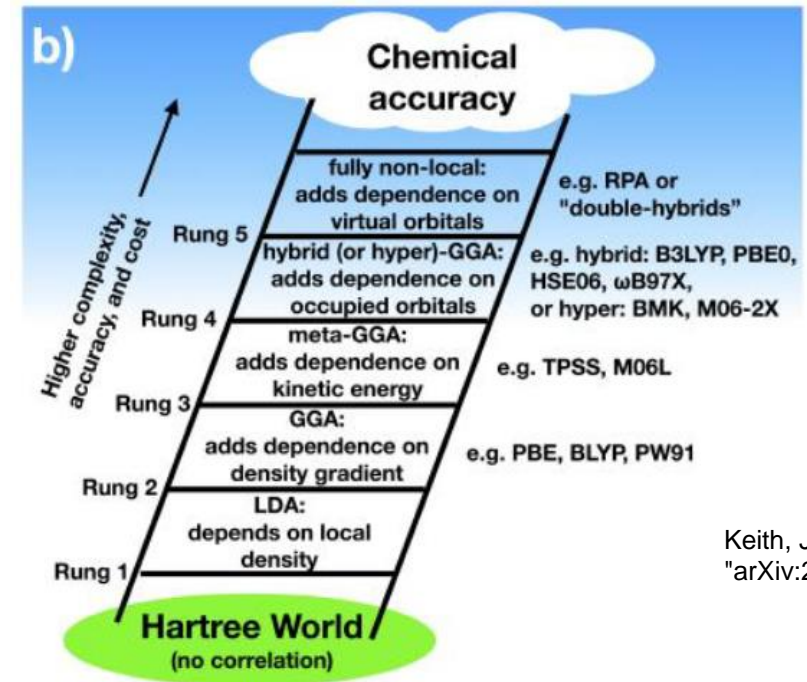 b)
Chemical
accuracy
Higher complexity,
accuracy, and cost
fully non-local:
adds dependence on
virtual orbitals
e.g. RPA or
"double-hybrids”
Rung 5
hybrid (or hyper)-GGA:
adds dependence on
occupied orbitals
e.g. hybrid: B3LYP, PBE0,
HSE06, ωB97X,
or hyper: BMK, M06-2X
Rung 4
meta-GGA:
adds dependence on
kinetic energy
e.g. TPSS, M06L
Rung 3
GGA:
adds dependence on
density gradient
e.g. PBE, BLYP, PW91
Rung 2
LDA:
depends on local
density
Rung 1
Hartree World
(no correlation)
Keith,
"arXiv:2